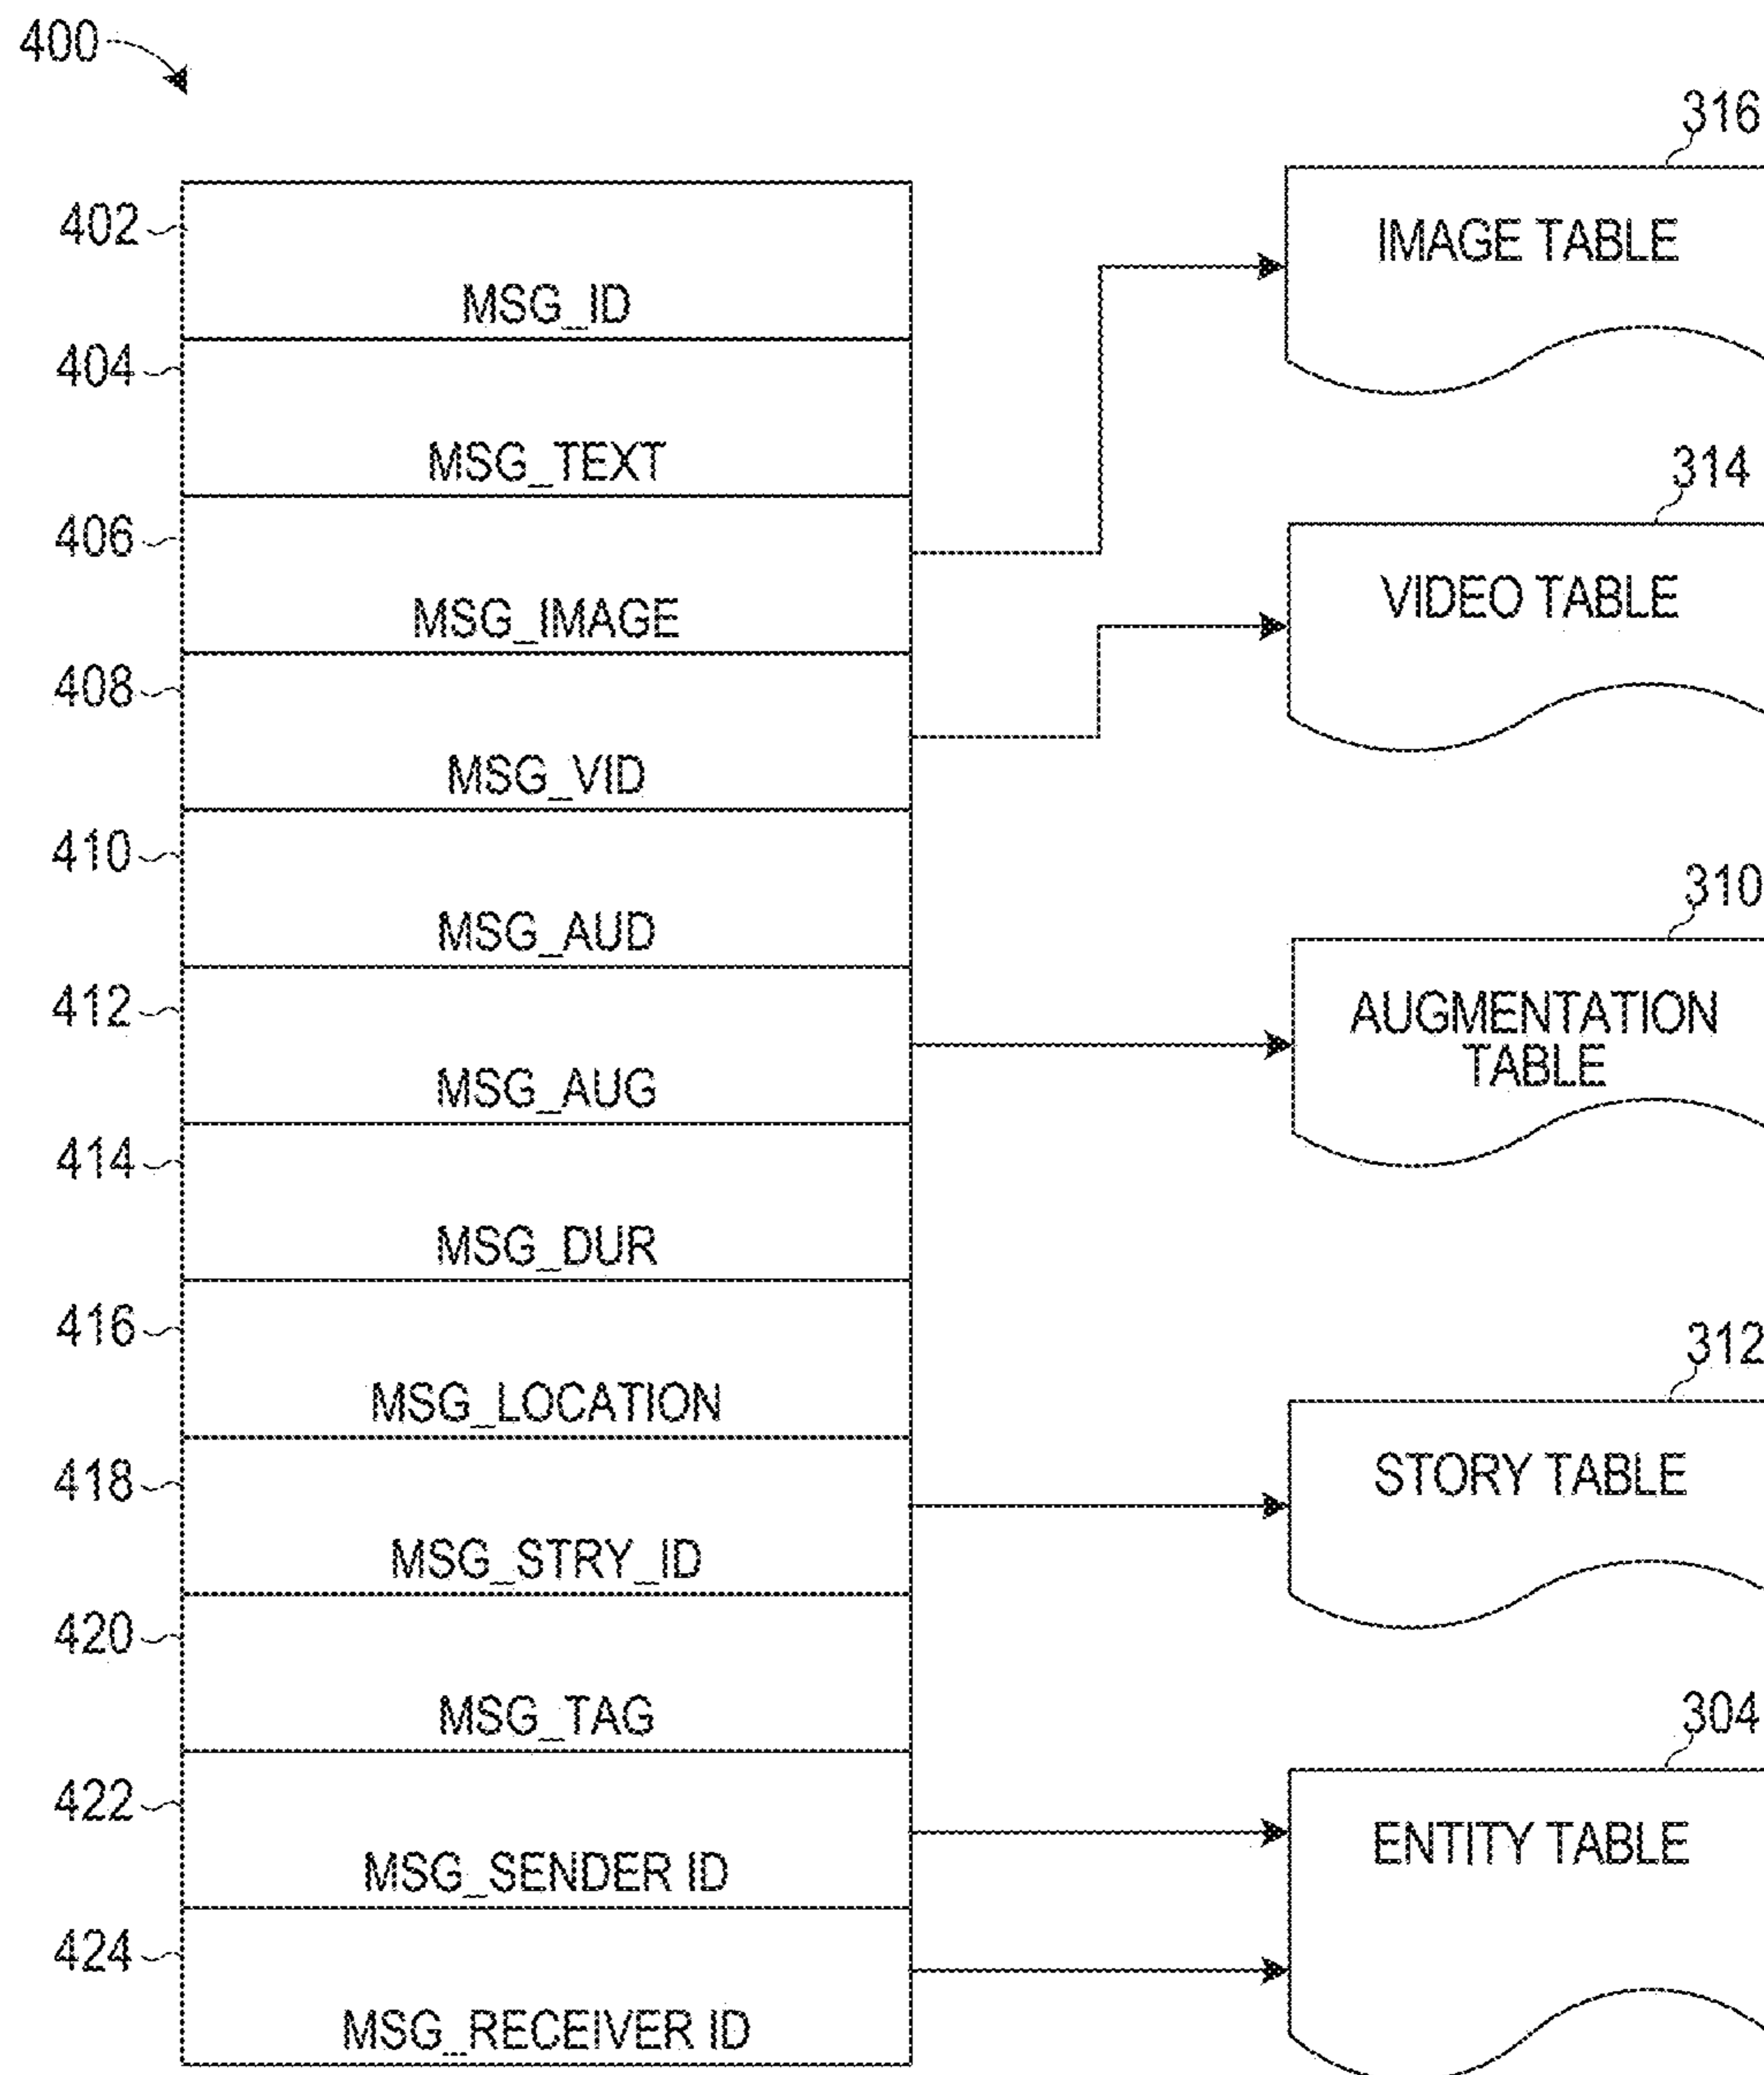 400
316
402
IMAGE TABLE
MSG_ID
404
MSG_TEXT
314
406
VIDEO TABLE
MSG_IMAGE
408
MSG_VID
410
310
MSG_AUD
412
AUGMENTATION
TABLE
MSG_AUG
414
MSG_DUR
416
312
MSG_LOCATION
418
STORY TABLE
MSG_STRY_ID
420
304
MSG_TAG
422
ENTITY TABLE
MSG_SENDER ID
424
MSG_RECEIVER ID